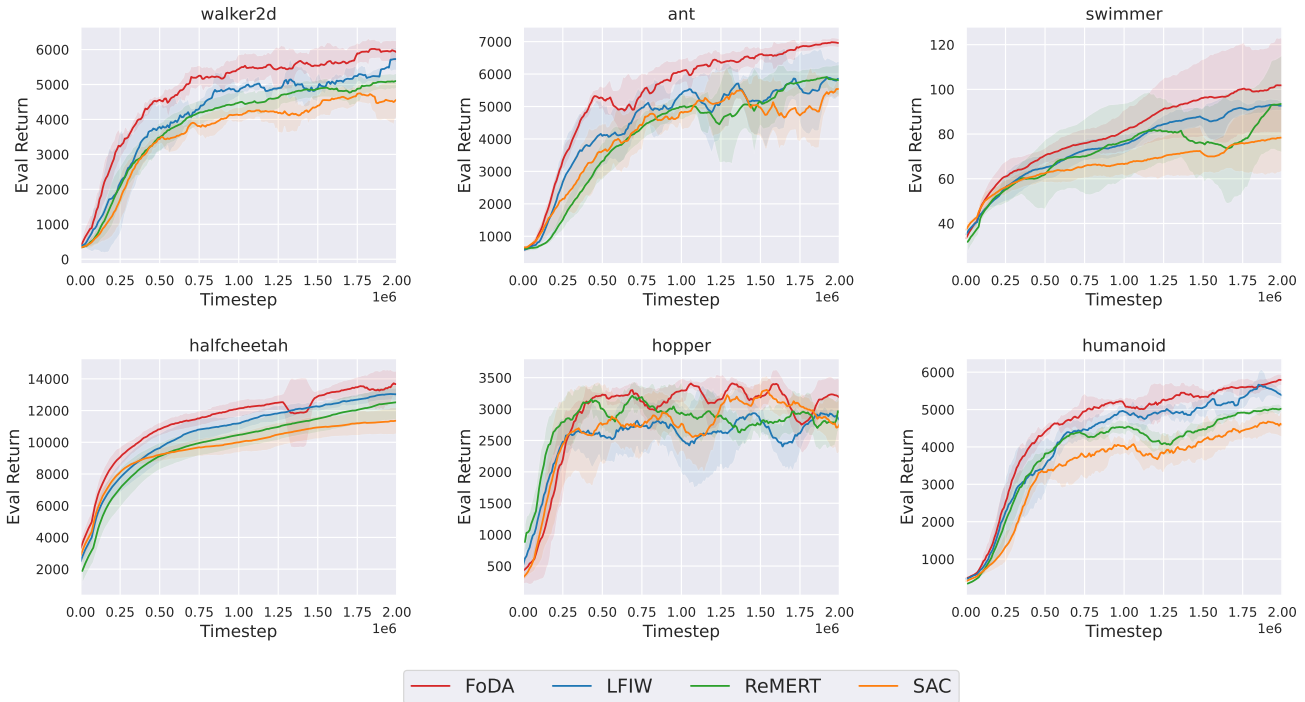 walker2d
Eval Return
6000
5000
4000
3000
2000
1000
0
0.00 0.25 0.50 0.75 1.00 1.25 1.50 1.75 2.00
Timestep
1e6
ant
Eval Return
7000
6000
5000
4000
3000
2000
1000
0.00 0.25 0.50 0.75 1.00 1.25 1.50 1.75 2.00
Timestep
1e6
swimmer
Eval Return
120
100
80
60
40
0.00 0.25 0.50 0.75 1.00 1.25 1.50 1.75 2.00
Timestep
1e6
halfcheetah
Eval Return
14000
12000
10000
8000
6000
4000
2000
0.00 0.25 0.50 0.75 1.00 1.25 1.50 1.75 2.00
Timestep
1e6
hopper
Eval Return
3500
3000
2500
2000
1500
1000
500
0.00 0.25 0.50 0.75 1.00 1.25 1.50 1.75 2.00
Timestep
1e6
humanoid
Eval Return
6000
5000
4000
3000
2000
1000
0.00 0.25 0.50 0.75 1.00 1.25 1.50 1.75 2.00
Timestep
1e6
FoDA LFIW ReMERT SAC